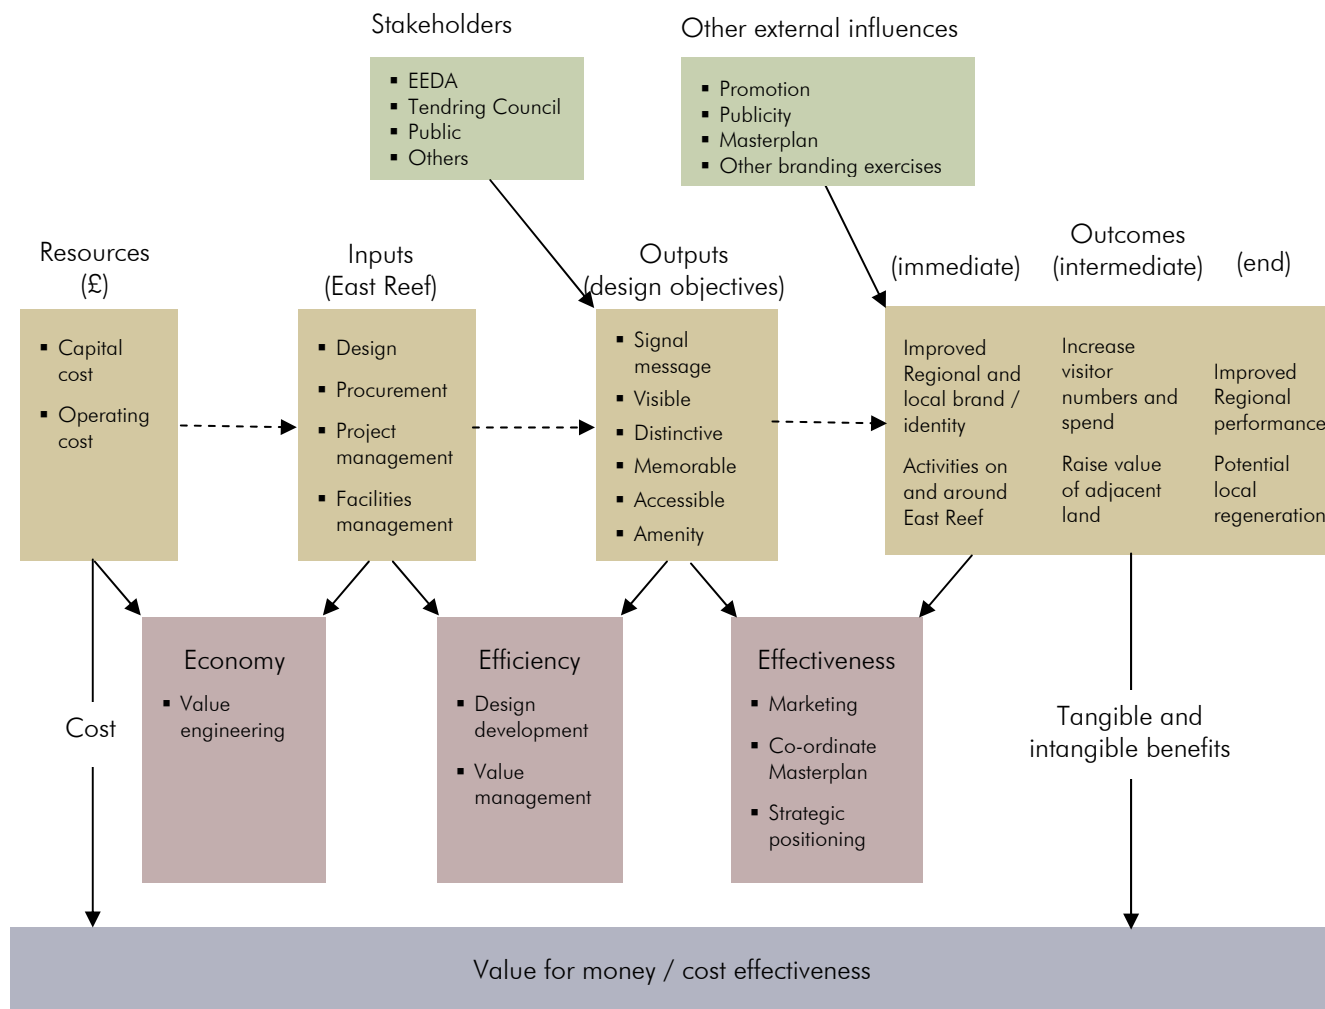 Stakeholders
▪ EEDA
▪ Tendring Council
▪ Public
▪ Others
Other external influences
▪ Promotion
▪ Publicity
▪ Masterplan
▪ Other branding exercises
Resources
(£)
▪ Capital
cost
▪ Operating
cost
Inputs
(East Reef)
▪ Design
▪ Procurement
▪ Project
management
▪ Facilities
management
Outputs
(design objectives)
▪ Signal
message
▪ Visible
▪ Distinctive
▪ Memorable
▪ Accessible
▪ Amenity
Outcomes
(immediate)
(intermediate)
(end)
Improved
Regional and
local brand /
identity
Activities on
and around
East Reef
Increase
visitor
numbers and
spend
Raise value
of adjacent
land
Improved
Regional
performance
Potential
local
regeneration
Economy
▪ Value
engineering
Efficiency
▪ Design
development
▪ Value
management
Effectiveness
▪ Marketing
▪ Co-ordinate
Masterplan
▪ Strategic
positioning
Cost
Tangible and
intangible benefits
Value for money / cost effectiveness